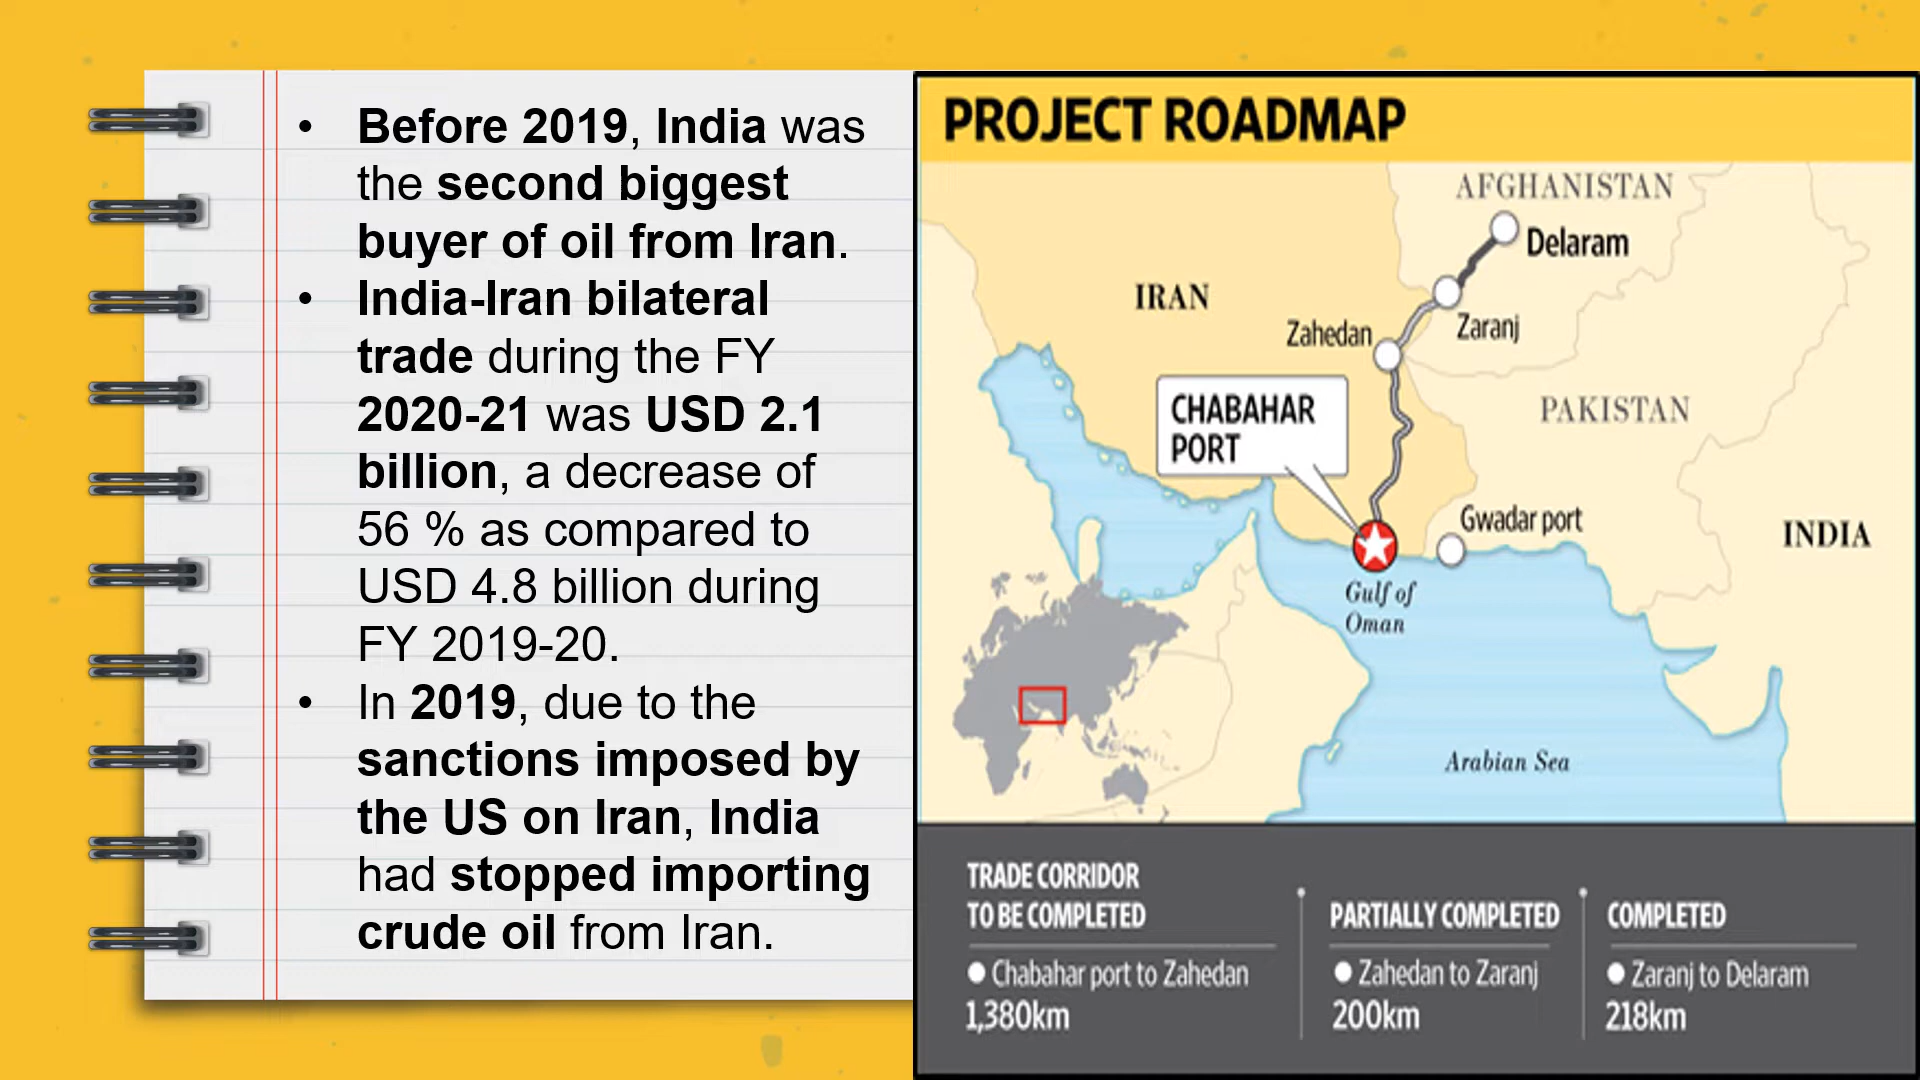 • Before 2019, India was
the second biggest
buyer of oil from Iran.
• India-Iran bilateral
trade during the FY
2020-21 was USD 2.1
billion, a decrease of
56 % as compared to
USD 4.8 billion during
FY 2019-20.
• In 2019, due to the
sanctions imposed by
the US on Iran, India
had stopped importing
crude oil from Iran.
PROJECT ROADMAP
AFGHANISTAN
Delaram
IRAN
Zaranj
Zahedan
CHABAHAR
PORT
PAKISTAN
Gwadar port
INDIA
Gulf of
Oman
Arabian Sea
TRADE CORRIDOR
TO BE COMPLETED
• Chabahar port to Zahedan
1,380km
PARTIALLY COMPLETED
• Zahedan to Zaranj
200km
COMPLETED
• Zaranj to Delaram
218km